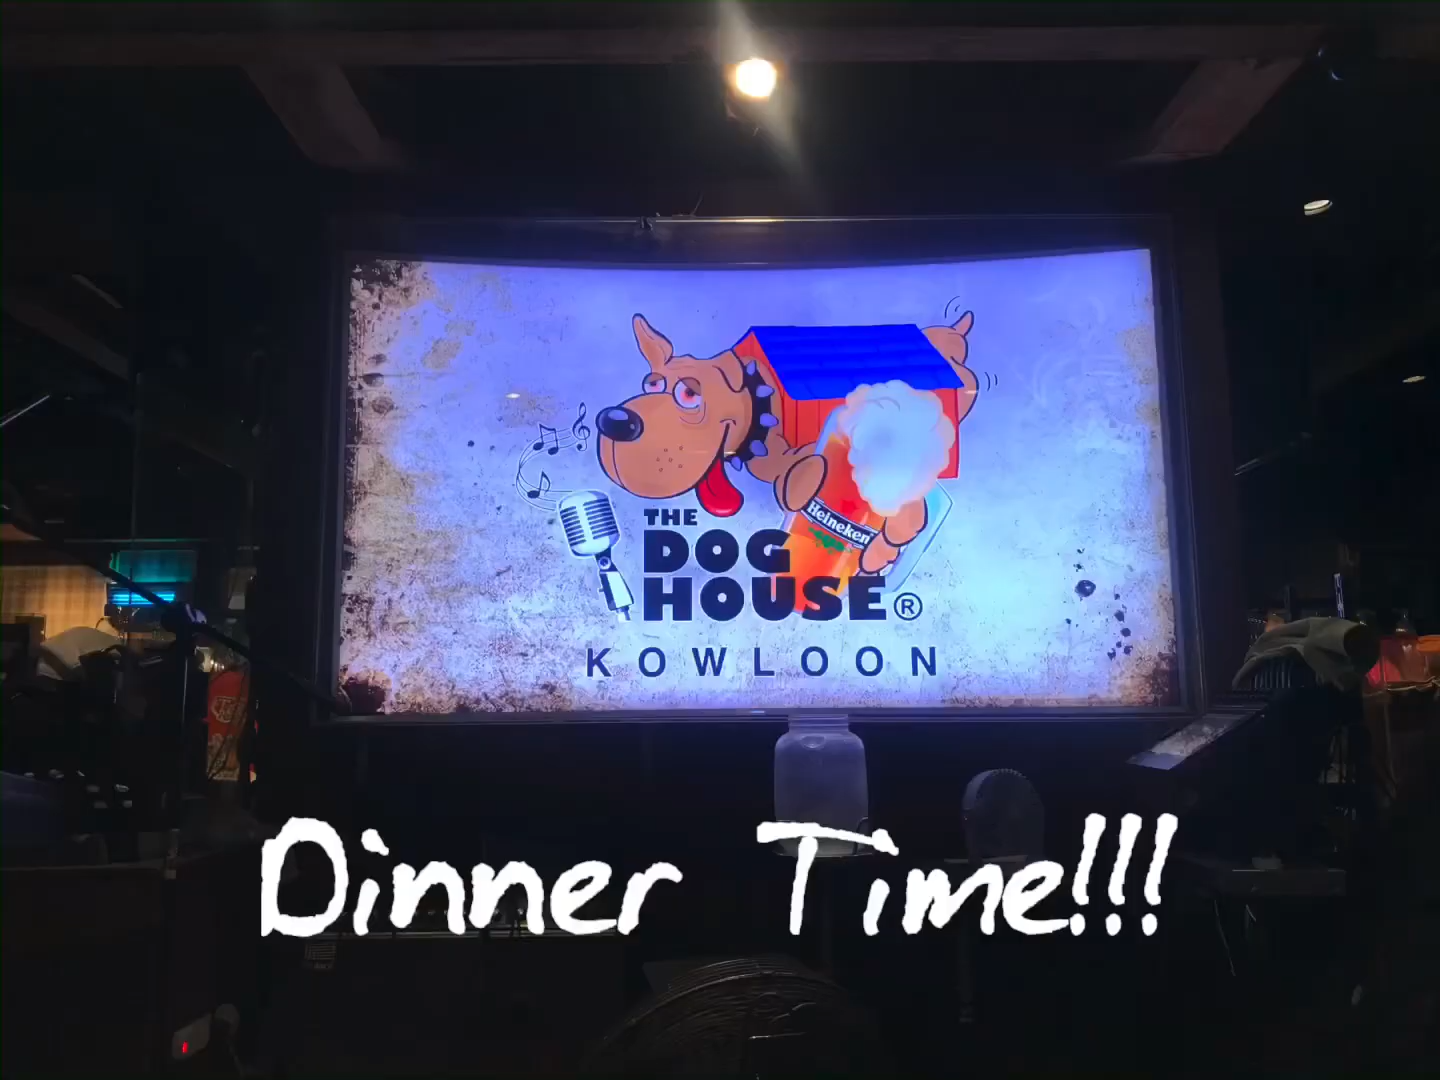 Heineken
THE
DOG
HOUSE®
KOWLOON
Dinner Time!!!